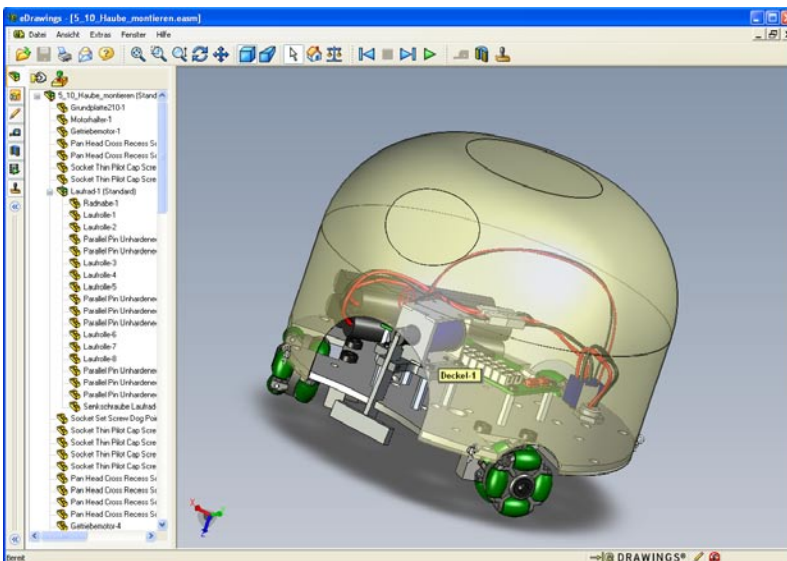 eDrawings - [5_10_Haube_montieren.easm]
Datei Ansicht Extras Fenster Hilfe
5_10_Haube_montieren (Stand
Grundplatte210-1
Motorhalter-1
Getriebemotor-1
Pan Head Cross Recess Sc
Pan Head Cross Recess Sc
Socket Thin Pilot Cap Scre
Socket Thin Pilot Cap Scre
Laufrad-1 (Standard)
Radnabe-1
Laufrolle-1
Laufrolle-2
Parallel Pin Unhardene
Parallel Pin Unhardene
Laufrolle-3
Laufrolle-4
Laufrolle-5
Parallel Pin Unhardene
Parallel Pin Unhardene
Parallel Pin Unhardene
Laufrolle-6
Laufrolle-7
Laufrolle-8
Parallel Pin Unhardene
Parallel Pin Unhardene
Parallel Pin Unhardene
Senkschraube Laufrad-
Socket Set Screw Dog Poi
Socket Thin Pilot Cap Scre
Socket Thin Pilot Cap Scre
Socket Thin Pilot Cap Scre
Socket Thin Pilot Cap Scre
Pan Head Cross Recess Sc
Pan Head Cross Recess Sc
Pan Head Cross Recess Sc
Pan Head Cross Recess Sc
Getriebemotor-4
Deckel-1
X
Y
Z
Bereit
DRAWINGS®